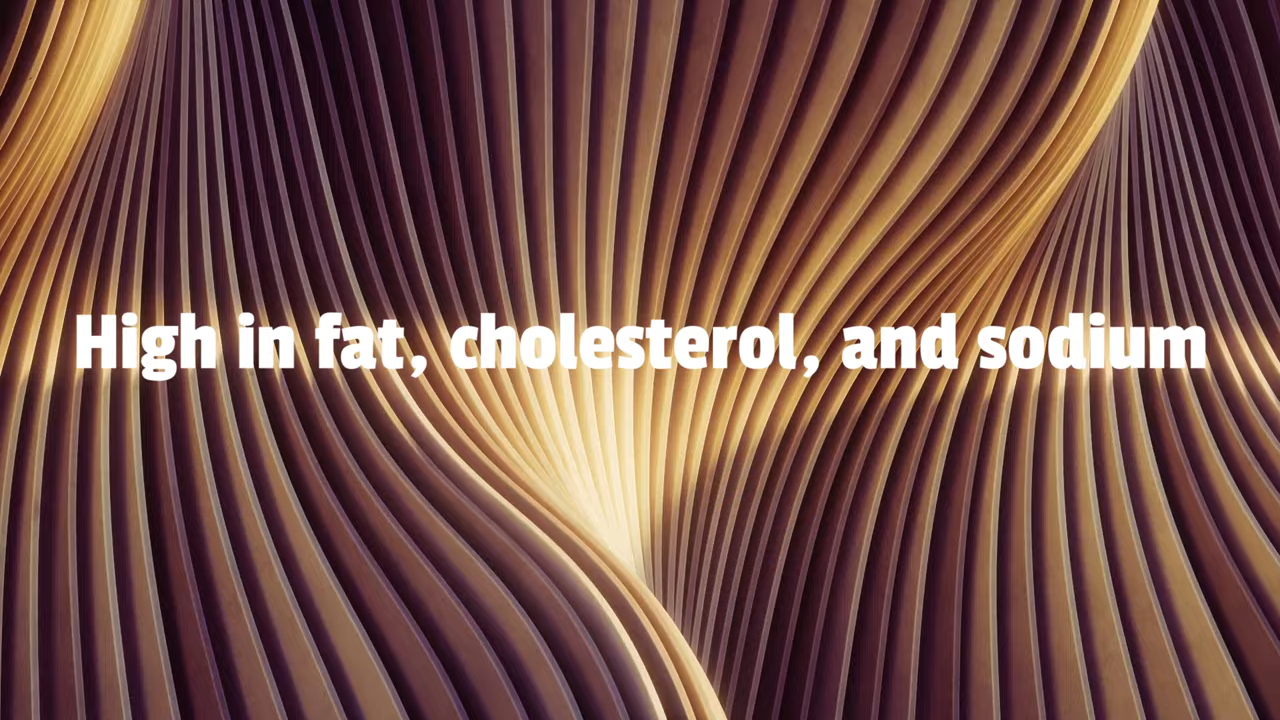 High in fat, cholesterol, and sodium